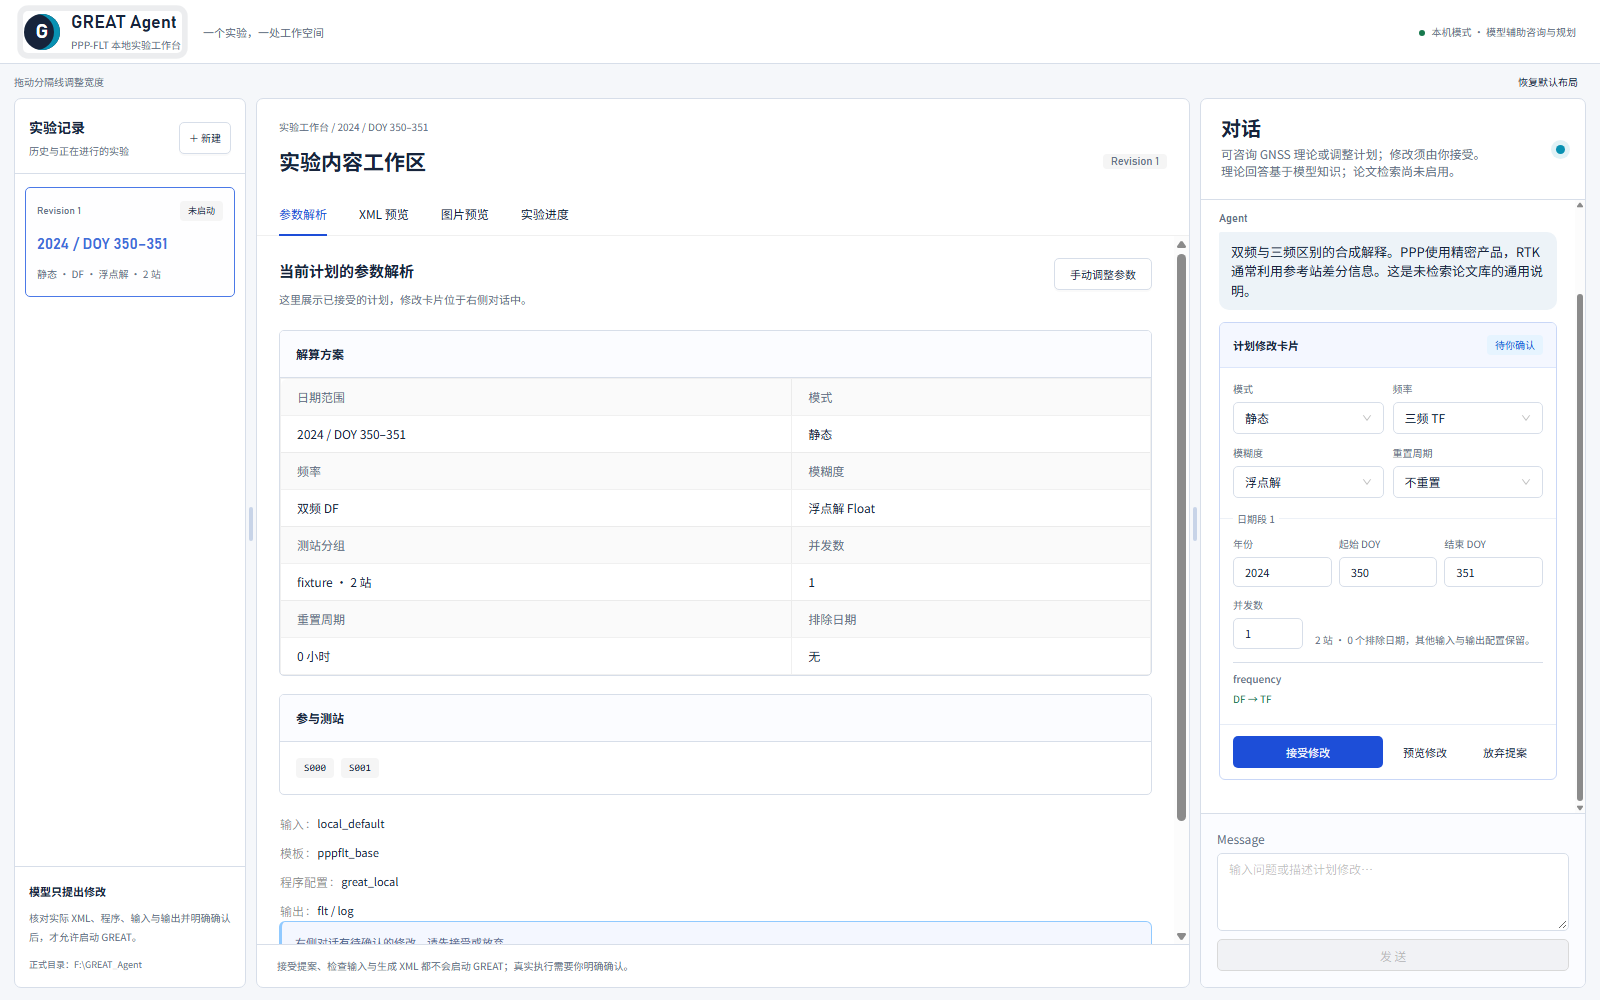 G
GREAT Agent
PPP-FLT 本地实验工作台
一个实验，一处工作空间
本机模式 · 模型辅助咨询与规划
拖动分隔线调整宽度
恢复默认布局
实验记录
历史与正在进行的实验
+ 新建
Revision 1
未启动
2024 / DOY 350–351
静态 · DF · 浮点解 · 2 站
模型只提出修改
核对实际 XML、程序、输入与输出并明确确认
后，才允许启动 GREAT。
正式目录：F:\GREAT_Agent
实验工作台 / 2024 / DOY 350–351
实验内容工作区
Revision 1
参数解析
XML 预览
图片预览
实验进度
当前计划的参数解析
这里展示已接受的计划，修改卡片位于右侧对话中。
手动调整参数
解算方案
日期范围
模式
2024 / DOY 350–351
静态
频率
模糊度
双频 DF
浮点解 Float
测站分组
并发数
fixture · 2 站
1
重置周期
排除日期
0 小时
无
参与测站
S000
S001
输入： local_default
模板： pppflt_base
程序配置： great_local
输出： flt / log
右侧对话有待确认的修改，请先接受或放弃
接受提案、检查输入与生成 XML 都不会启动 GREAT；真实执行需要你明确确认。
对话
可咨询 GNSS 理论或调整计划；修改须由你接受。
理论回答基于模型知识；论文检索尚未启用。
Agent
双频与三频区别的合成解释。PPP使用精密产品，RTK
通常利用参考站差分信息。这是未检索论文库的通用说
明。
计划修改卡片
待你确认
模式
频率
静态
三频 TF
模糊度
重置周期
浮点解
不重置
日期段 1
年份
起始 DOY
结束 DOY
2024
350
351
并发数
1
2 站 · 0 个排除日期，其他输入与输出配置保留。
frequency
DF → TF
接受修改
预览修改
放弃提案
Message
输入问题或描述计划修改…
发 送